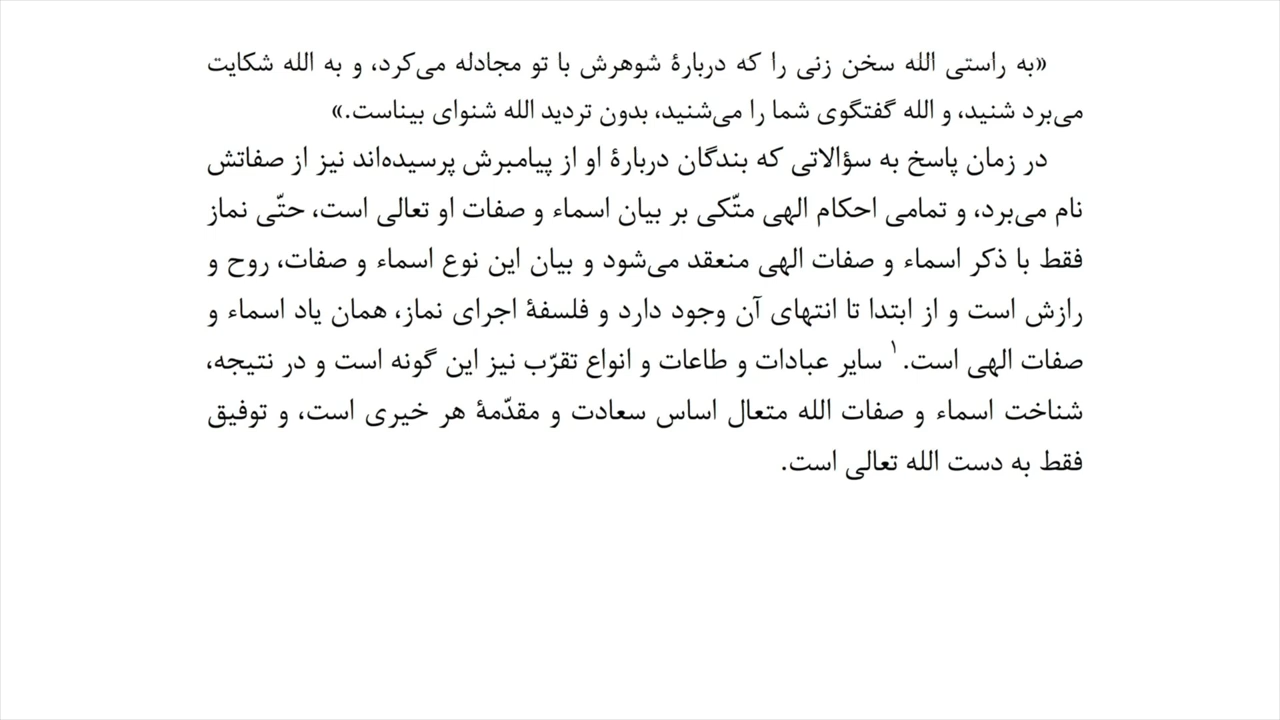 «به راستی الله سخن زنی را که دربارهٔ شوهرش با تو مجادله می‌کرد، و به الله شکایت
می‌برد شنید، و الله گفتگوی شما را می‌شنید، بدون تردید الله شنوای بیناست.»
در زمان پاسخ به سؤالاتی که بندگان دربارهٔ او از پیامبرش پرسیده‌اند نیز از صفاتش
نام می‌برد، و تمامی احکام الهی متّکی بر بیان اسماء و صفات او تعالی است، حتّی نماز
فقط با ذکر اسماء و صفات الهی منعقد می‌شود و بیان این نوع اسماء و صفات، روح و
رازش است و از ابتدا تا انتهای آن وجود دارد و فلسفهٔ اجرای نماز، همان یاد اسماء و
صفات الهی است.۱ سایر عبادات و طاعات و انواع تقرّب نیز این گونه است و در نتیجه،
شناخت اسماء و صفات الله متعال اساس سعادت و مقدّمهٔ هر خیری است، و توفیق
فقط به دست الله تعالی است.